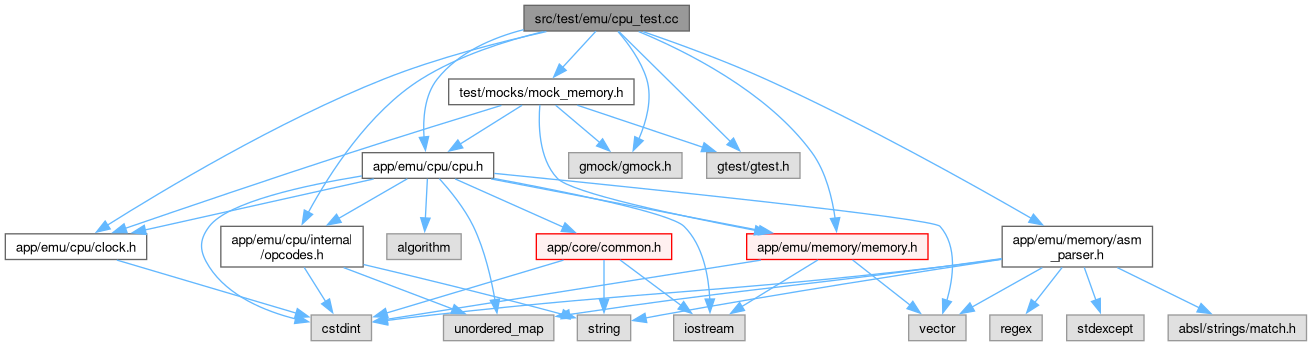 src/test/emu/cpu_test.cc
test/mocks/mock_memory.h
app/emu/cpu/cpu.h
gmock/gmock.h
gtest/gtest.h
app/emu/cpu/clock.h
app/emu/cpu/internal
/opcodes.h
algorithm
app/core/common.h
app/emu/memory/memory.h
app/emu/memory/asm
_parser.h
cstdint
unordered_map
string
iostream
vector
regex
stdexcept
absl/strings/match.h